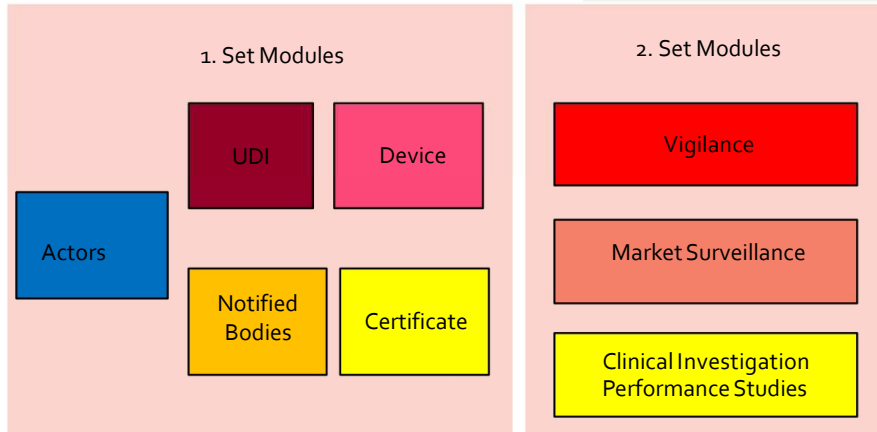 1. Set Modules
UDI
Device
Actors
Notified
Bodies
Certificate
2. Set Modules
Vigilance
Market Surveillance
Clinical Investigation
Performance Studies